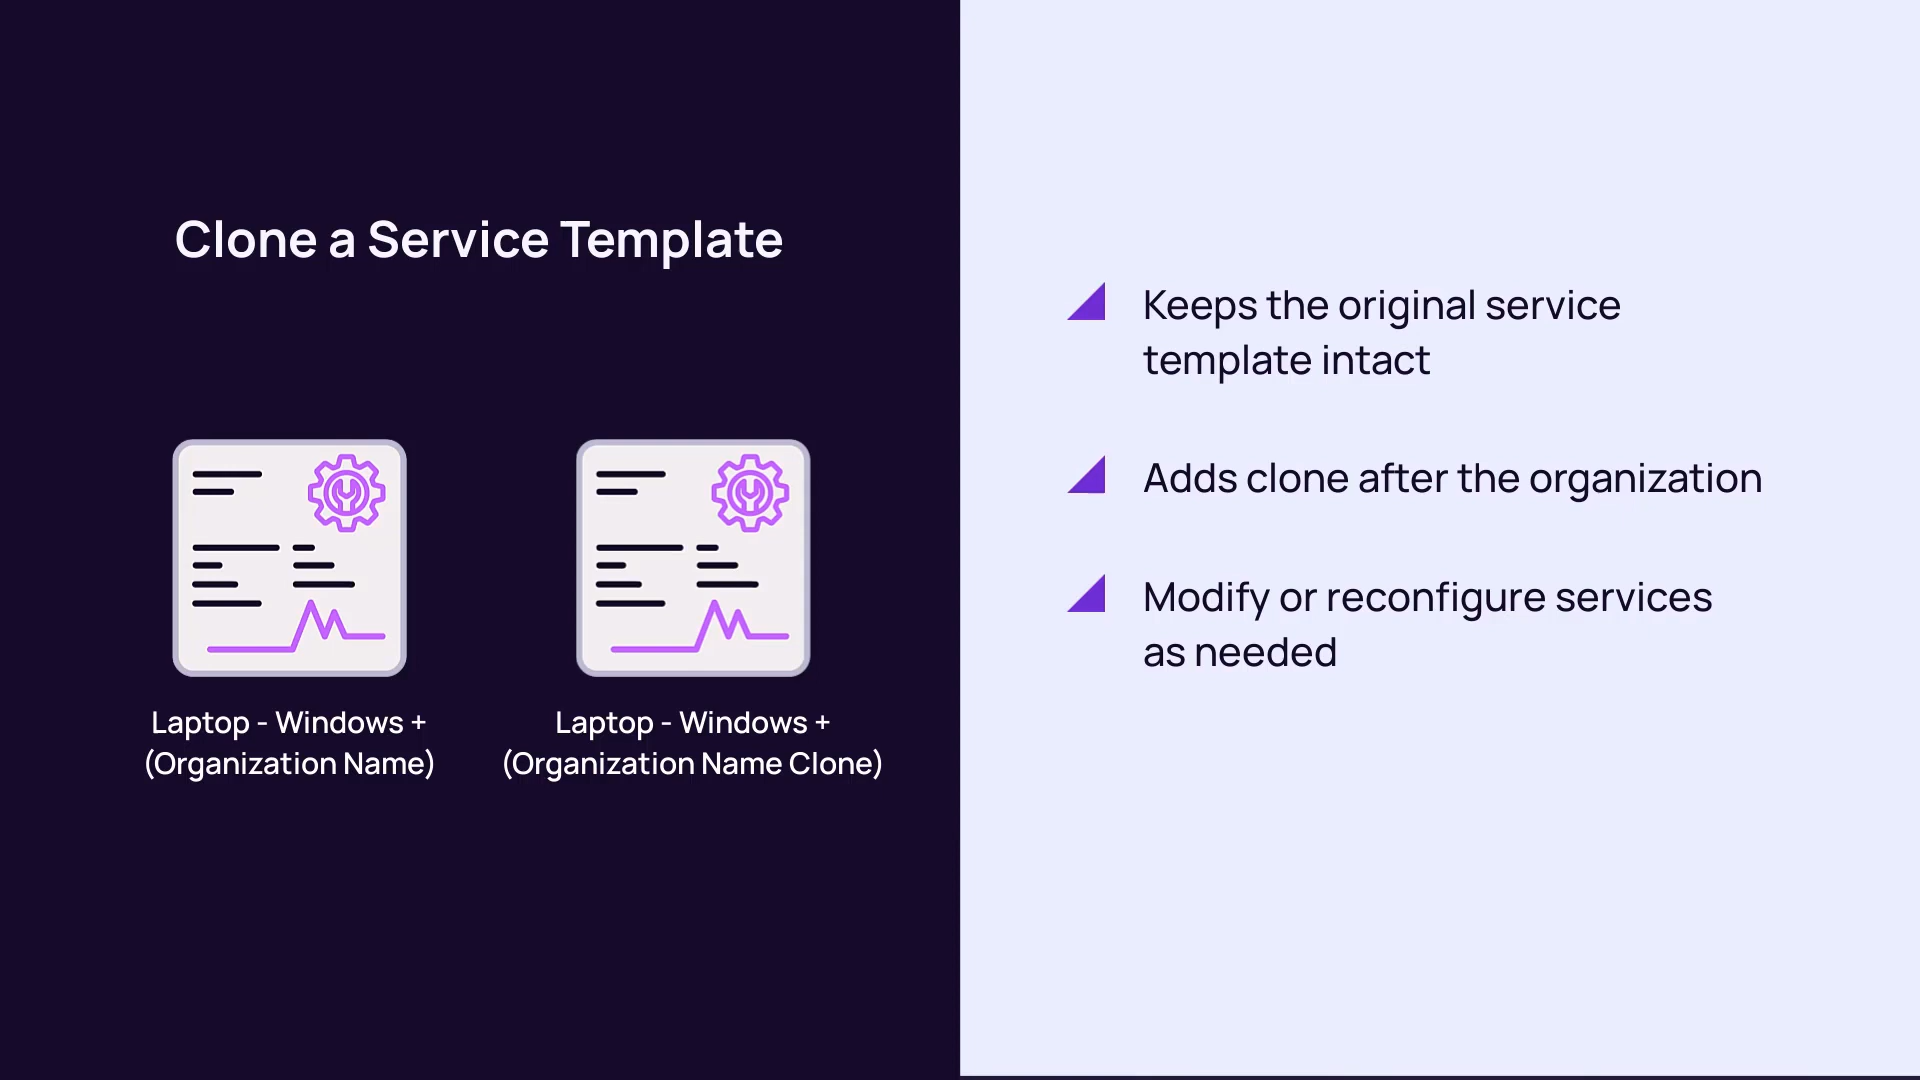 Clone a Service Template
Laptop - Windows +
(Organization Name)
Laptop - Windows +
(Organization Name Clone)
Keeps the original service
template intact
Adds clone after the organization
Modify or reconfigure services
as needed